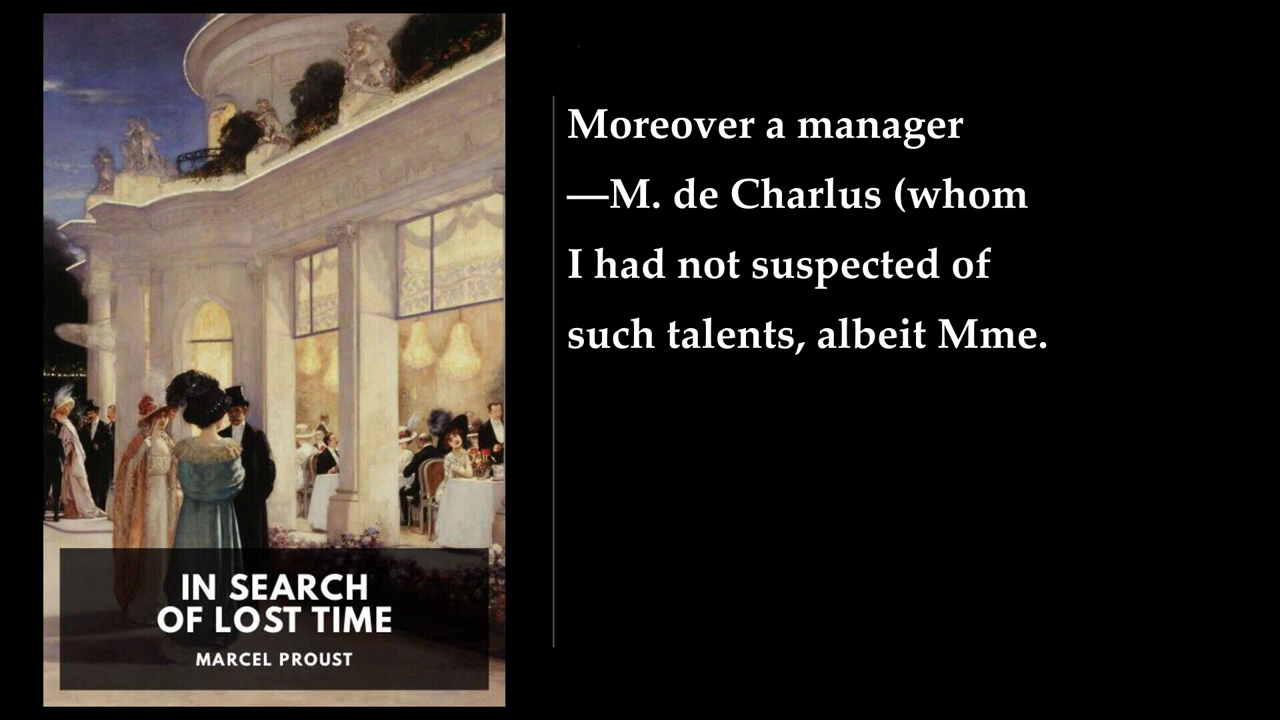 IN SEARCH
OF LOST TIME
MARCEL PROUST
Moreover a manager
—M. de Charlus (whom
I had not suspected of
such talents, albeit Mme.